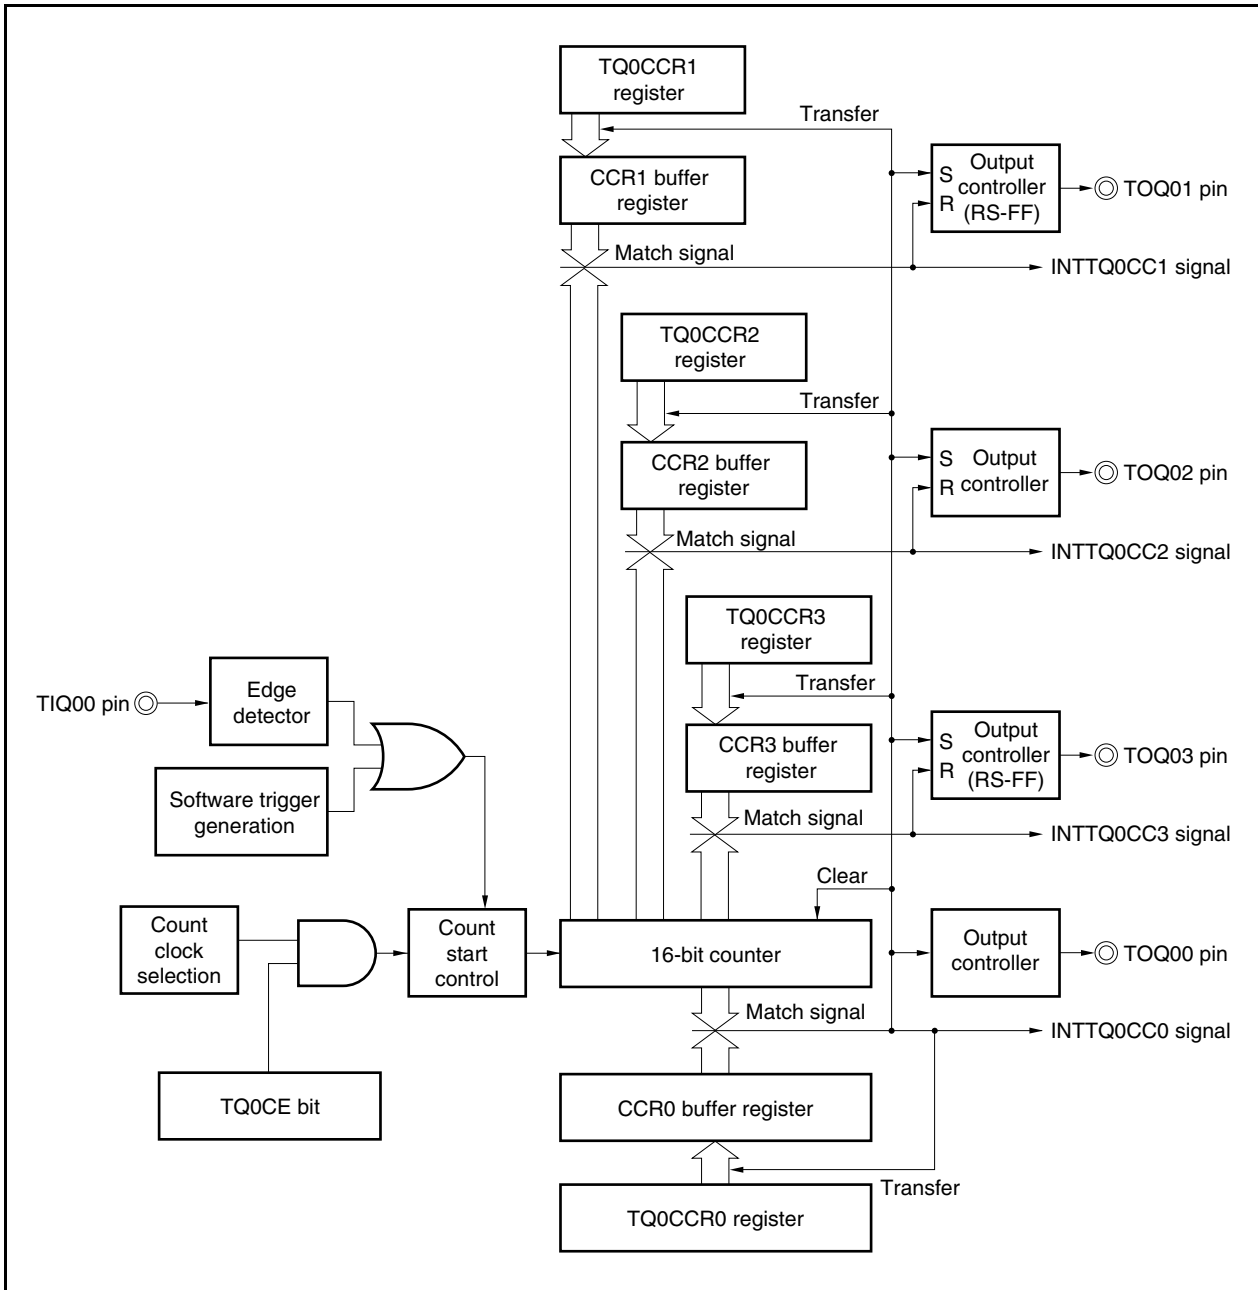 TQ0CCR1
register
Transfer
CCR1 buffer
register
S
R
Output
controller
(RS-FF)
TOQ01 pin
Match signal
INTTQ0CC1 signal
TQ0CCR2
register
Transfer
CCR2 buffer
register
S
R
Output
controller
TOQ02 pin
Match signal
INTTQ0CC2 signal
TQ0CCR3
register
Transfer
TIQ00 pin
Edge
detector
CCR3 buffer
register
S
R
Output
controller
(RS-FF)
TOQ03 pin
Software trigger
generation
Match signal
INTTQ0CC3 signal
Clear
Count
clock
selection
Count
start
control
16-bit counter
Output
controller
TOQ00 pin
Match signal
INTTQ0CC0 signal
TQ0CE bit
CCR0 buffer register
Transfer
TQ0CCR0 register